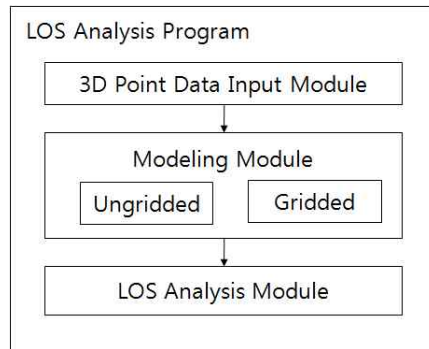 LOS Analysis Program
3D Point Data Input Module
Modeling Module
Ungridded
Gridded
LOS Analysis Module